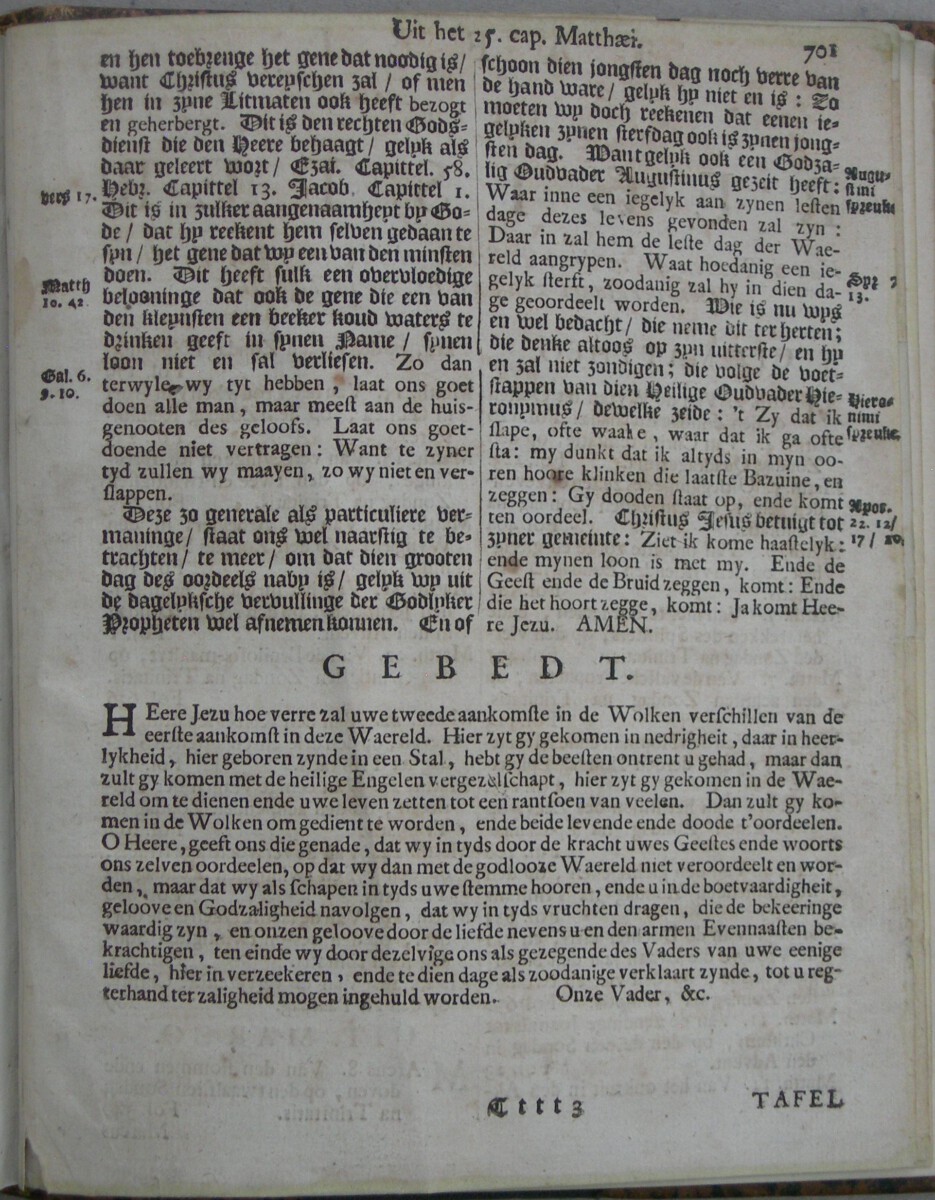 Uit het 25. cap. Matthæi.
701
en hen toebrenge het gene dat noodig is/
want Christus vereyschen zal / of men
hen in zyne Litmaten ook heeft bezogt
en geherbergt. Dit is den rechten Gods-
dienst die den Heere behaagt / gelyk als
daar geleert wort / Ezai. Capittel. 58.
vers 17. Hebr. Capittel 13. Jacob. Capittel 1.
Dit is in zulker aangenaamheyt by Go-
de / dat hy reekent hem selven gedaan te
syn / het gene dat wy een van den minsten
doen. Dit heeft sulk een overvloedige
Matth
10. 42.
belooninge dat ook de gene die een van
den kleynsten een beeker koud waters te
drinken geeft in synen Name / synen
loon niet en sal verliesen. Zo dan
Gal. 6.
9. 10.
terwyle wy tyt hebben, laat ons goet
doen alle man, maar meest aan de huis-
genooten des geloofs. Laat ons goet-
doende niet vertragen: Want te zyner
tyd zullen wy maayen, zo wy niet en ver-
slappen.
Deze zo generale als particuliere ver-
maninge / staat ons wel naarstig te be-
trachten / te meer / om dat dien grooten
dag des oordeels naby is / gelyk wy uit
de dagelyksche vervullinge der Godlyker
Propheten wel afnemen konnen. En of
schoon dien jongsten dag noch verre van
de hand ware / gelyk hy niet en is: Zo
moeten wy doch reekenen dat eenen ie-
gelyken zynen sterfdag ook is zynen jong-
sten dag. Want gelyk ook een Godza-
lig Oudvader Augustinus gezeit heeft:
Augu-
stini
spreuke
Waar inne een iegelyk aan zynen lesten
dage dezes levens gevonden zal zyn:
Daar in zal hem de leste dag der Wae-
reld aangrypen. Waat hoedanig een ie-
gelyk sterft, zoodanig zal hy in dien da-
13.
ge geoordeelt worden. Wie is nu wys
en wel bedacht / die neme dit ter herten;
die denke altoos op zyn uitterste / en hy
en zal niet zondigen; die volge de voet-
stappen van dien Heilige Oudvader Hie-
ronymus / dewelke zeide: 't Zy dat ik
Hiero-
nimi
spreuke.
slape, ofte waake, waar dat ik ga ofte
sta: my dunkt dat ik altyds in myn oo-
ren hoore klinken die laatste Bazuine, en
zeggen: Gy dooden staat op, ende komt
ten oordeel. Christus Jesus betuigt tot
Apoc.
22. 12/
17 / 20.
zyner gemeinte: Ziet ik kome haastelyk:
ende mynen loon is met my. Ende de
Geest ende de Bruid zeggen, komt: Ende
die het hoort zegge, komt: Ja komt Hee-
re Jezu. AMEN.
GEBEDT.
HEere Jezu hoe verre zal uwe tweede aankomste in de Wolken verschillen van de
eerste aankomst in deze Waereld. Hier zyt gy gekomen in nedrigheit, daar in heer-
lykheid, hier geboren zynde in een Stal, hebt gy de beesten ontrent u gehad, maar dan
zult gy komen met de heilige Engelen vergezelschapt, hier zyt gy gekomen in de Wae-
reld om te dienen ende uwe leven zetten tot een rantsoen van veelen. Dan zult gy ko-
men in de Wolken om gedient te worden, ende beide levende ende doode t'oordeelen.
O Heere, geeft ons die genade, dat wy in tyds door de kracht uwes Geestes ende woorts
ons zelven oordeelen, op dat wy dan met de godlooze Waereld niet veroordeelt en wor-
den, maar dat wy als schapen in tyds uwe stemme hooren, ende u in de boetvaardigheit,
geloove en Godzaligheid navolgen, dat wy in tyds vruchten dragen, die de bekeeringe
waardig zyn, en onzen geloove door de liefde nevens u en den armen Evennaasten be-
krachtigen, ten einde wy door dezelvige ons als gezegende des Vaders van uwe eenige
liefde, hier in verzeekeren, ende te dien dage als zoodanige verklaart zynde, tot u reg-
terhand ter zaligheid mogen ingehuld worden. Onze Vader, &c.
Ttttt 3
TAFEL